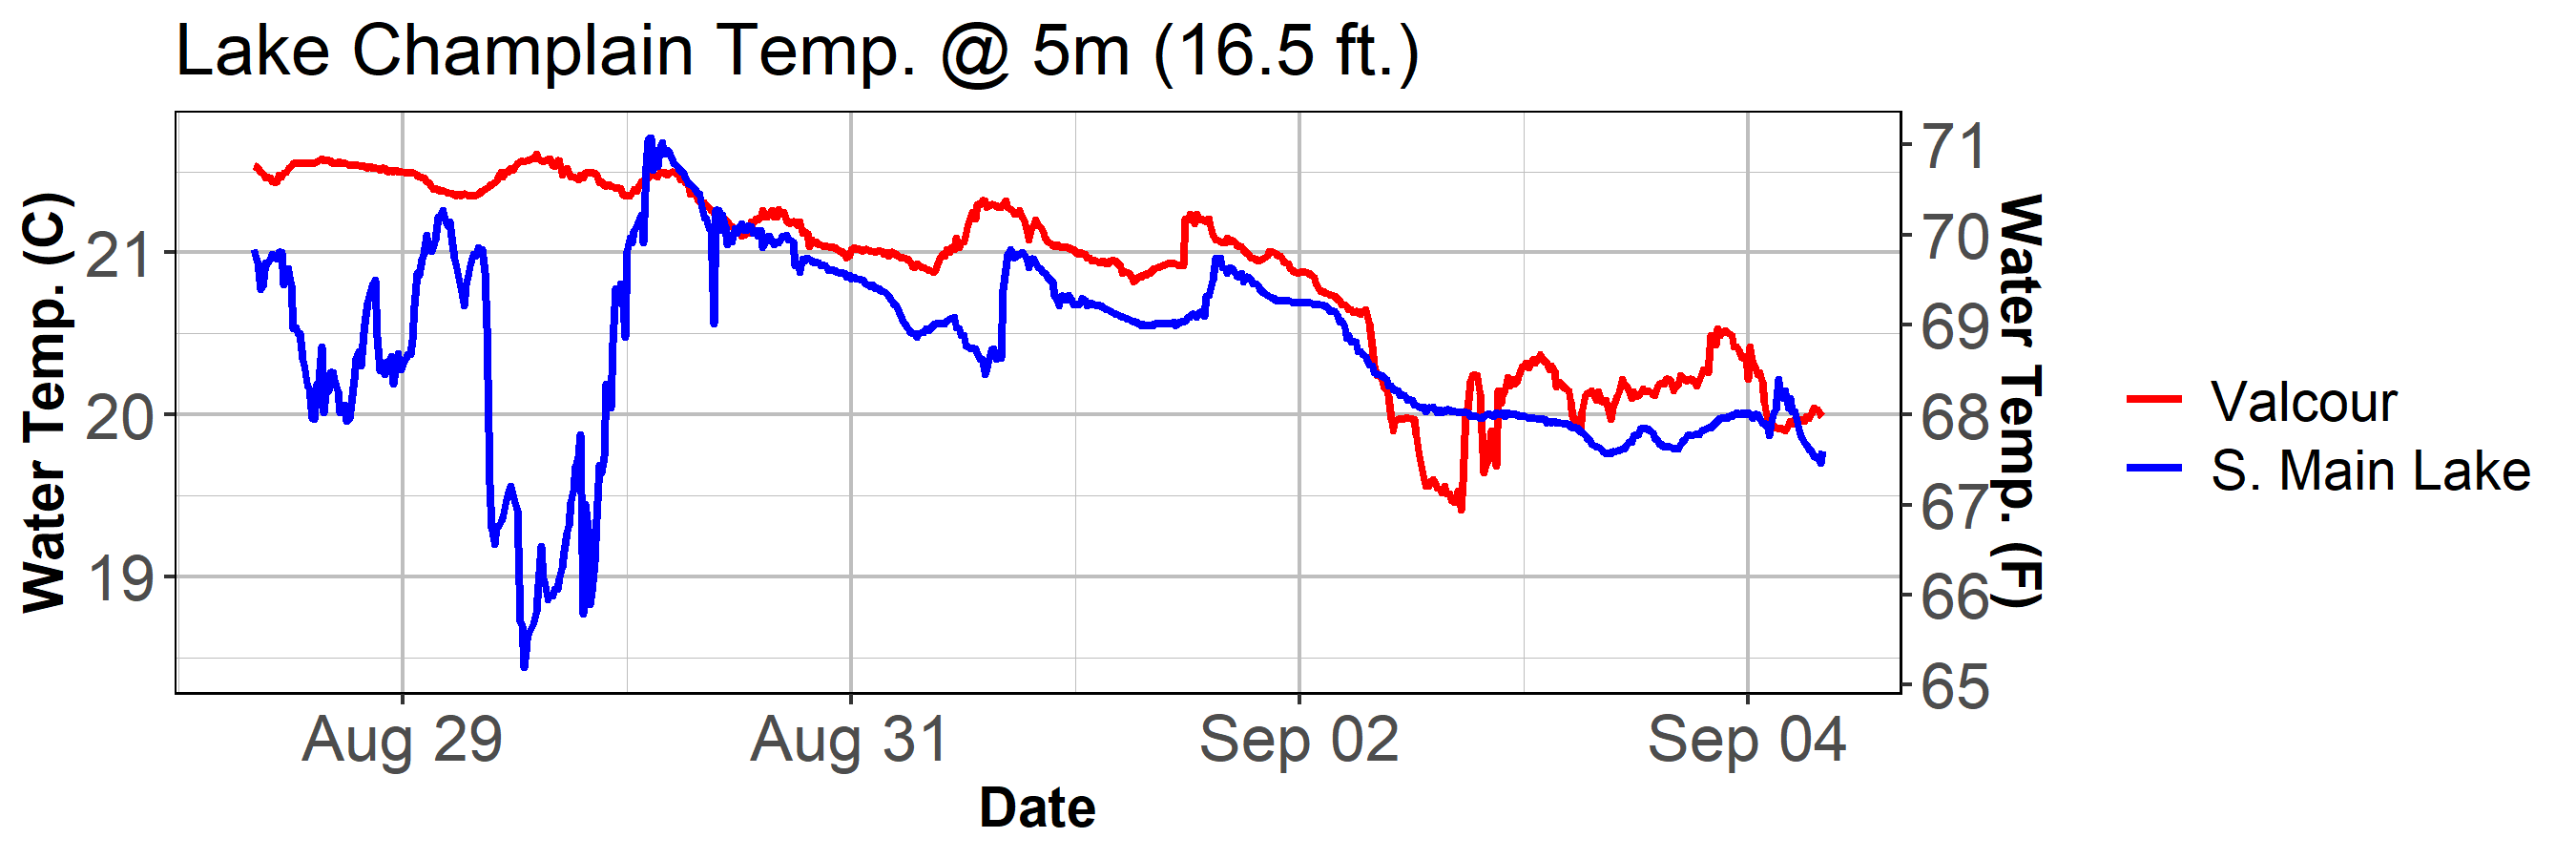 Lake Champlain Temp. @ 5m (16.5 ft.)
Water Temp. (C)
21
20
19
71
70
69
68
67
66
65
Water Temp. (F)
Aug 29
Aug 31
Sep 02
Sep 04
Date
Valcour
S. Main Lake